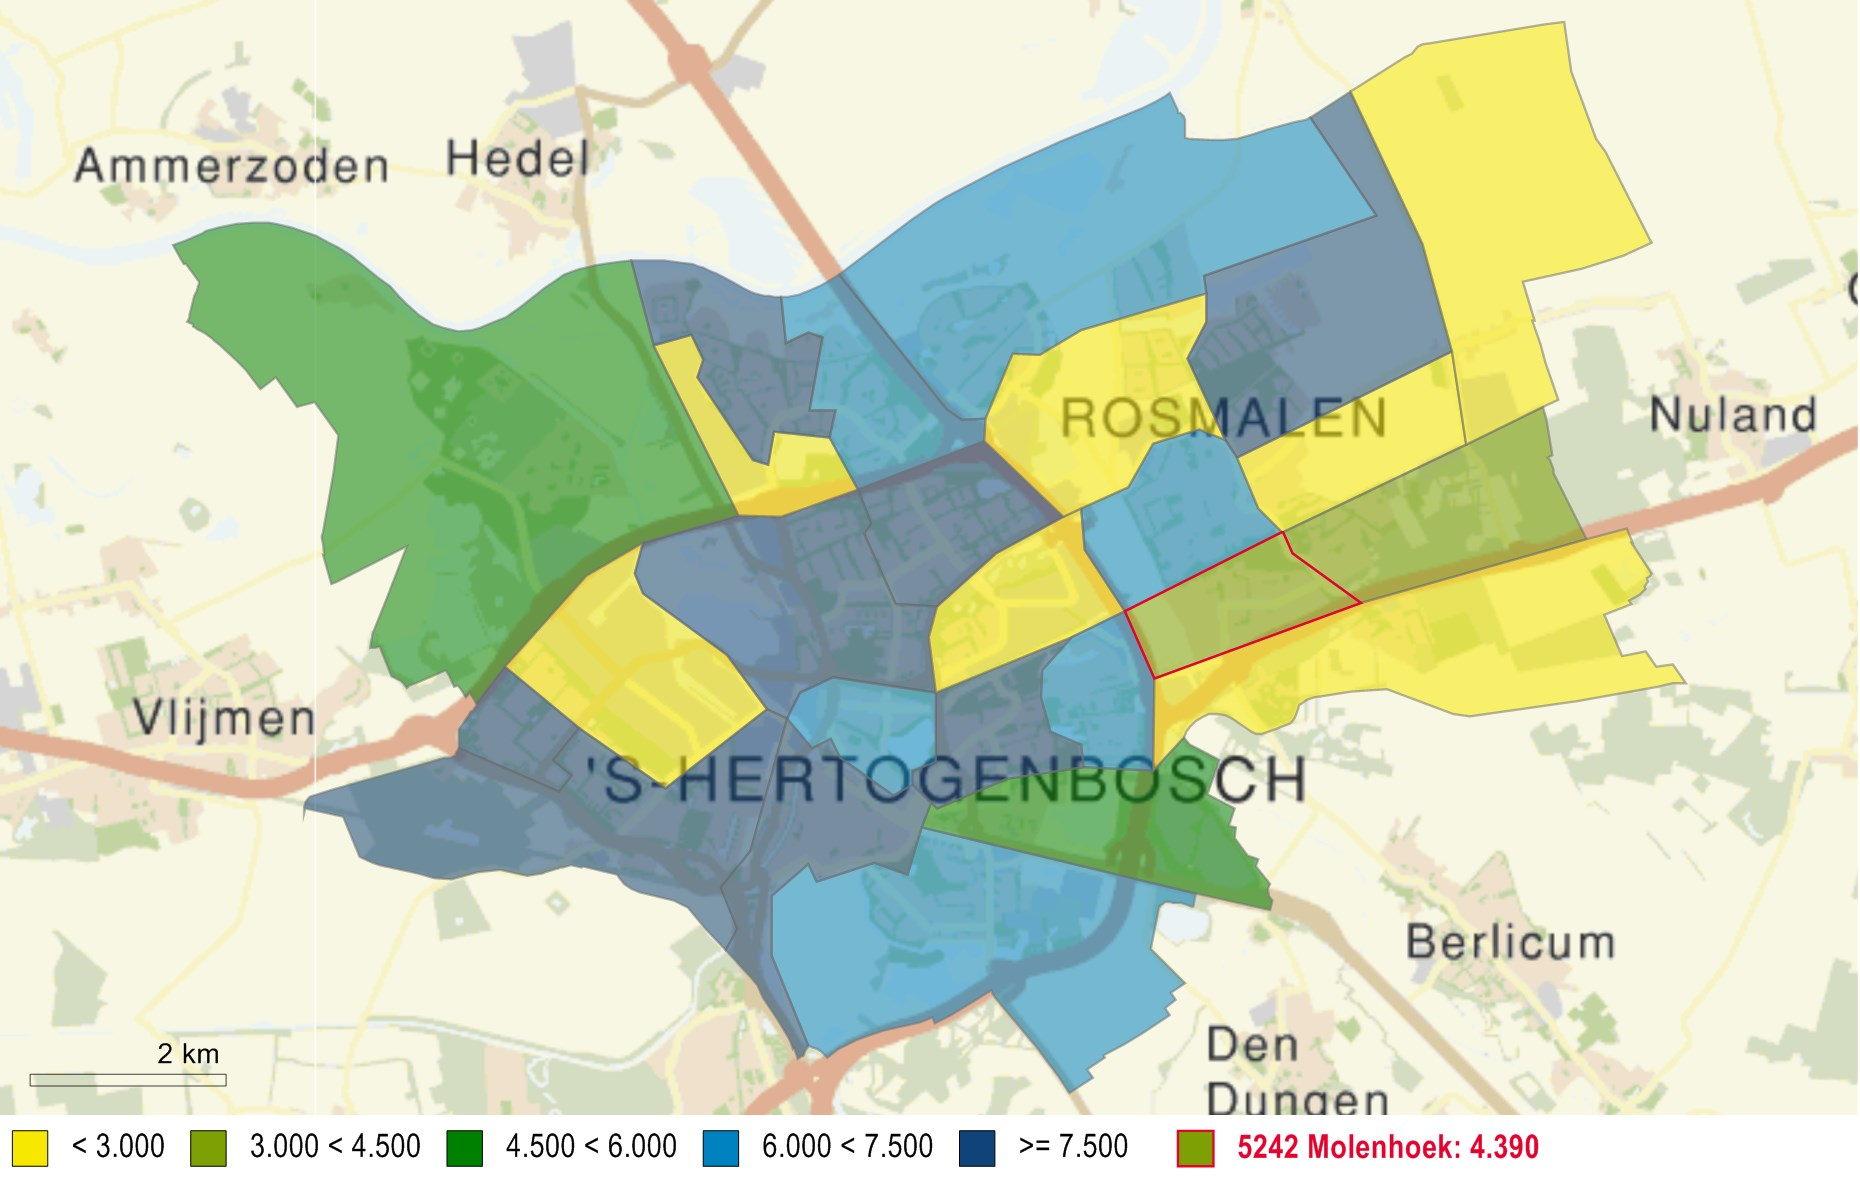 Ammerzoden
Hedel
ROSMALEN
Nuland
Vlijmen
'S-HERTOGENBOSCH
Berlicum
Den
Dungen
2 km
< 3.000 3.000 < 4.500 4.500 < 6.000 6.000 < 7.500 >= 7.500 5242 Molenhoek: 4.390